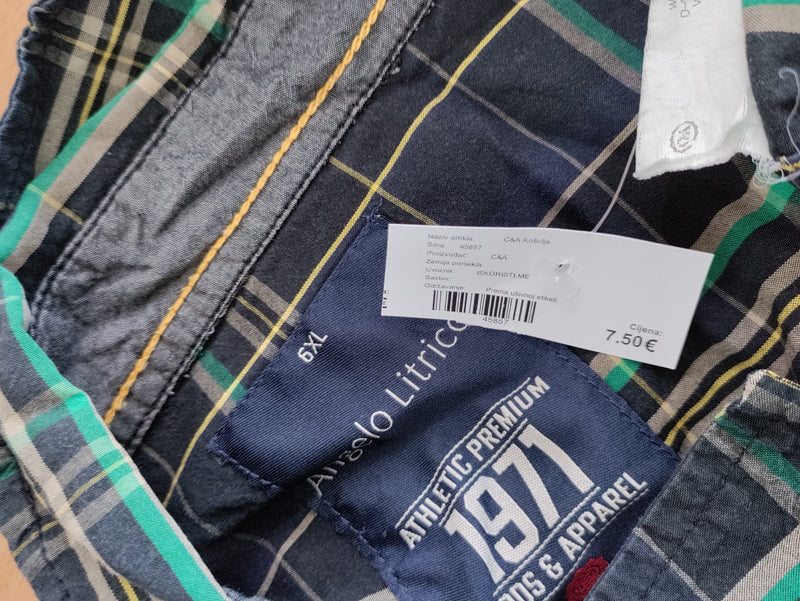 Naziv artikla: C&A Košulja
Šifra: 45857
Proizvođač: C&A
Zemlja porijekla:
Uvoznik: ISKORISTI.ME
Sastav:
Održavanje: Prema ušivnoj etiketi
45857
Cijena:
7.50€
6XL
Angelo Litrico
ATHLETIC PREMIUM
1971
& APPAREL